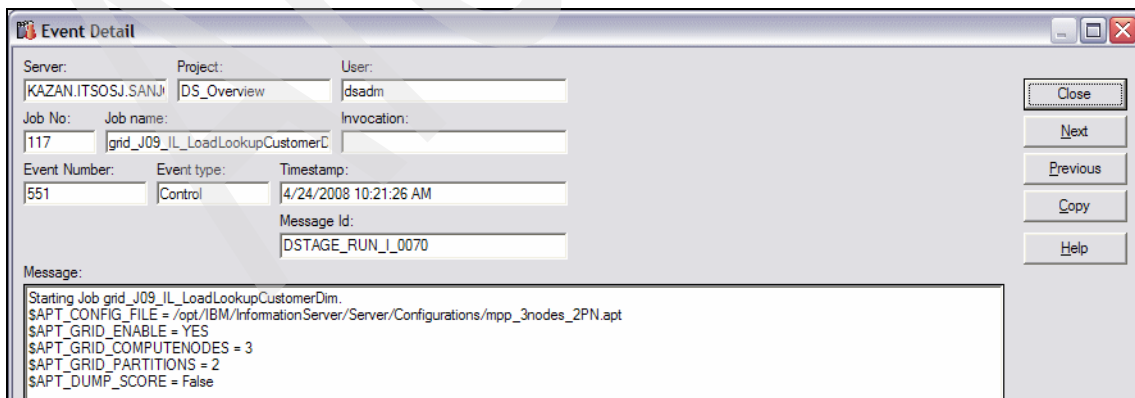 Event Detail
Server: Project: User:
KAZAN.ITSOSJ.SANJ DS_Overview dsadm
Close
Job No: Job name: Invocation:
117 grid_J09_IL_LoadLookupCustomerD
Next
Event Number: Event type: Timestamp:
551 Control 4/24/2008 10:21:26 AM
Previous
Message Id:
Copy
DSTAGE_RUN_I_0070
Help
Message:
Starting Job grid_J09_IL_LoadLookupCustomerDim.
$APT_CONFIG_FILE = /opt/IBM/InformationServer/Server/Configurations/mpp_3nodes_2PN.apt
$APT_GRID_ENABLE = YES
$APT_GRID_COMPUTENODES = 3
$APT_GRID_PARTITIONS = 2
$APT_DUMP_SCORE = False